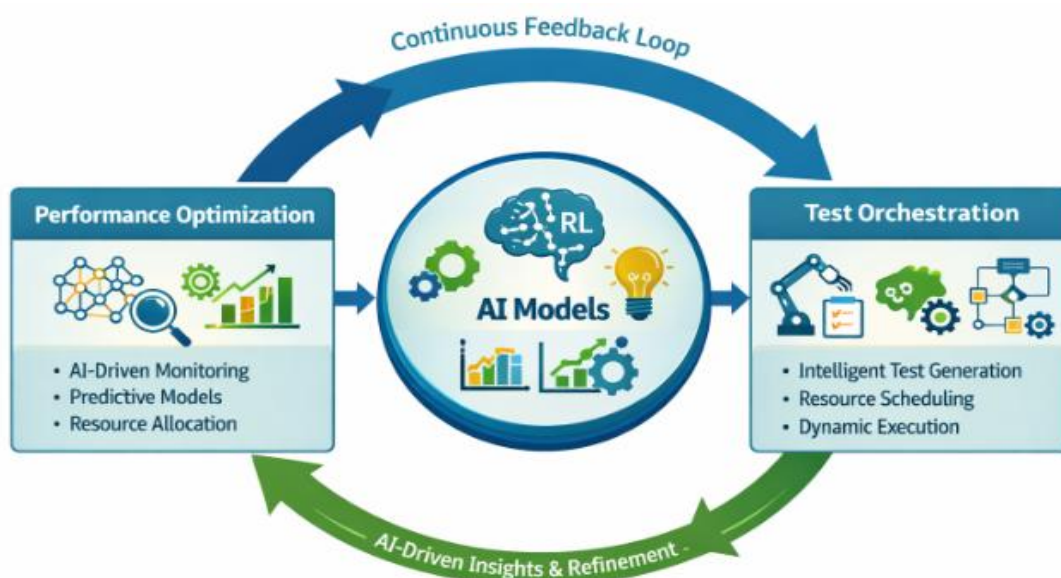 Continuous Feedback Loop
Performance Optimization
• AI-Driven Monitoring
• Predictive Models
• Resource Allocation
RL
AI Models
Test Orchestration
• Intelligent Test Generation
• Resource Scheduling
• Dynamic Execution
AI-Driven Insights & Refinement